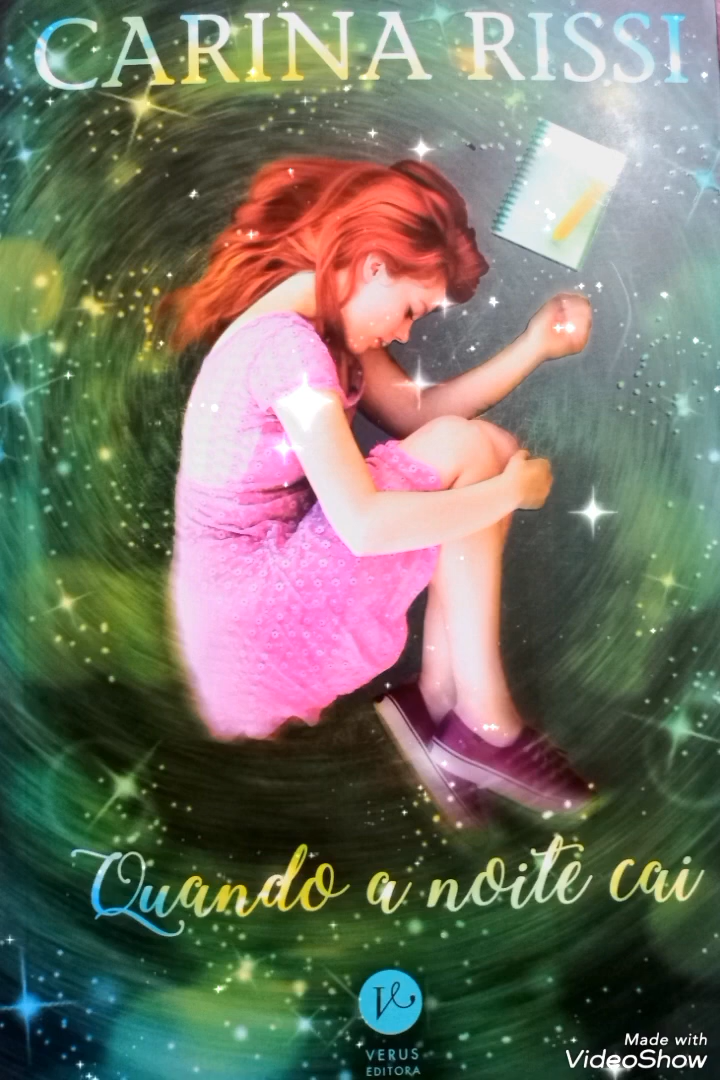 CARINA RISSI
Quando a noite cai
VERUS
EDITORA
Made with
VideoShow